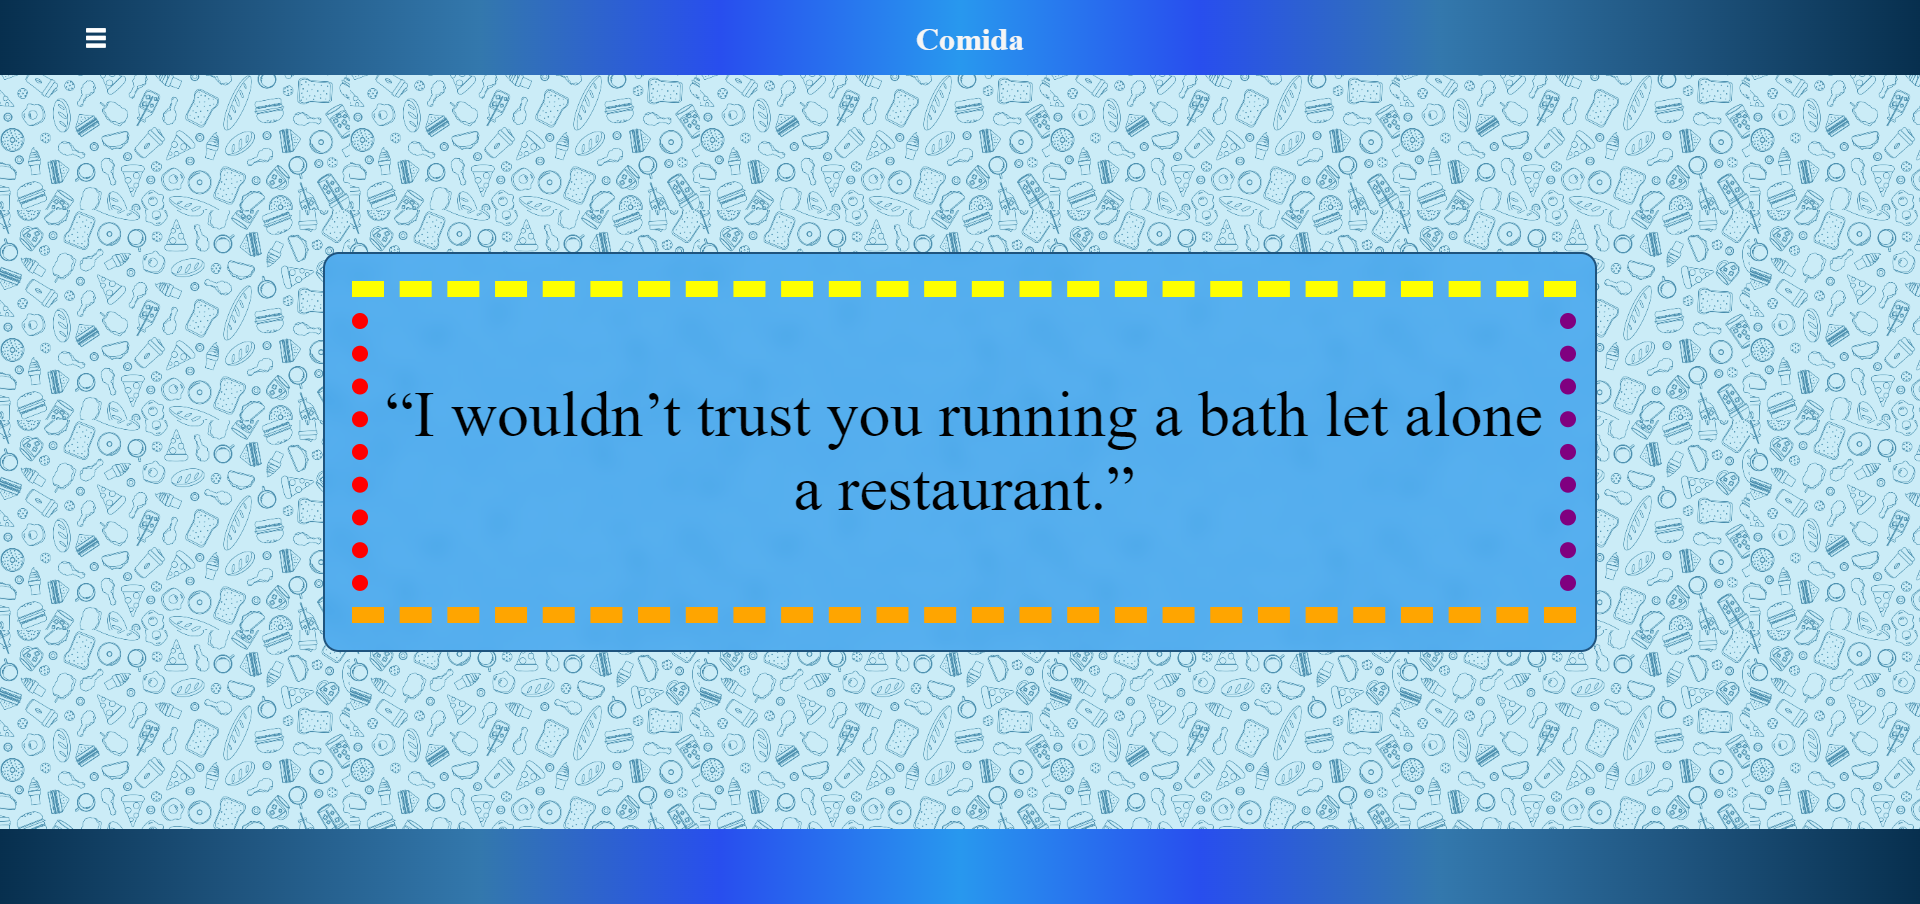 Comida
“I wouldn’t trust you running a bath let alone
a restaurant.”